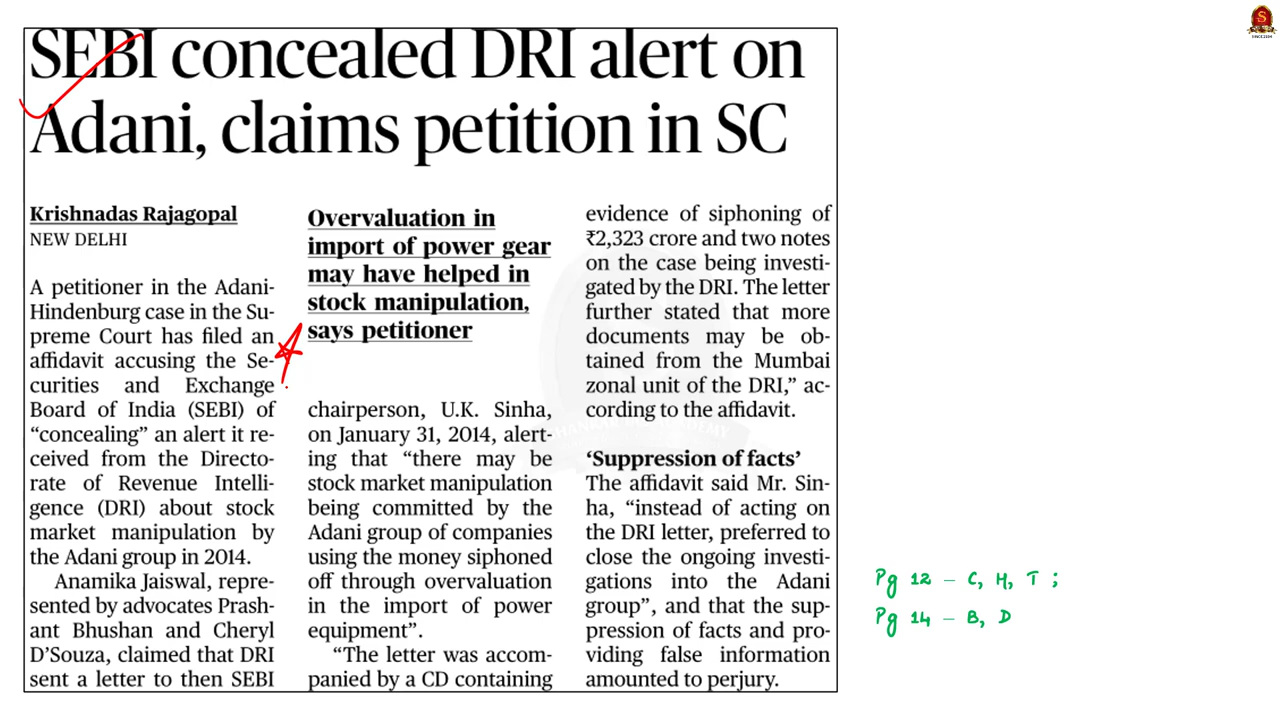 SEBI concealed DRI alert on
Adani, claims petition in SC
Krishnadas Rajagopal
NEW DELHI
A petitioner in the Adani-
Hindenburg case in the Su-
preme Court has filed an
affidavit accusing the Se-
curities and Exchange
Board of India (SEBI) of
“concealing” an alert it re-
ceived from the Directo-
rate of Revenue Intelli-
gence (DRI) about stock
market manipulation by
the Adani group in 2014.
Anamika Jaiswal, repre-
sented by advocates Prash-
ant Bhushan and Cheryl
D’Souza, claimed that DRI
sent a letter to then SEBI
Overvaluation in
import of power gear
may have helped in
stock manipulation,
says petitioner
chairperson, U.K. Sinha,
on January 31, 2014, alert-
ing that “there may be
stock market manipulation
being committed by the
Adani group of companies
using the money siphoned
off through overvaluation
in the import of power
equipment”.
“The letter was accom-
panied by a CD containing
evidence of siphoning of
₹2,323 crore and two notes
on the case being investi-
gated by the DRI. The letter
further stated that more
documents may be ob-
tained from the Mumbai
zonal unit of the DRI,” ac-
cording to the affidavit.
‘Suppression of facts’
The affidavit said Mr. Sin-
ha, “instead of acting on
the DRI letter, preferred to
close the ongoing investi-
gations into the Adani
group”, and that the sup-
pression of facts and pro-
viding false information
amounted to perjury.
Pg 12 – C, H, T ;
Pg 14 – B, D